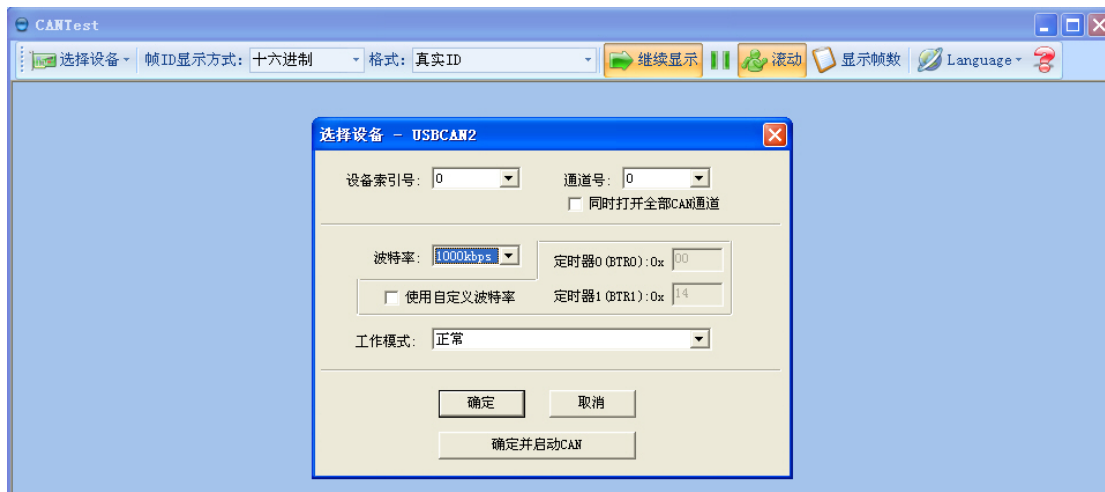 CANTest
选择设备 帧ID显示方式: 十六进制 格式: 真实ID 继续显示 滚动 显示帧数 Language
选择设备 - USBCAN2
设备索引号: 0 通道号: 0
同时打开全部CAN通道
波特率: 1000kbps 定时器0(BTR0):0x 00
使用自定义波特率 定时器1(BTR1):0x 14
工作模式: 正常
确定 取消
确定并启动CAN